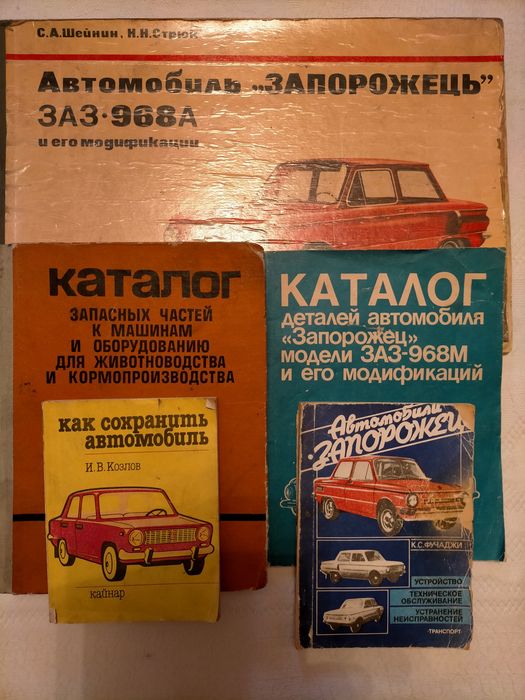 С.А.Шейнин, Н.Н.Стрюк
Автомобиль „ЗАПОРОЖЕЦЬ”
ЗАЗ·968А
и его модификации
каталог
ЗАПАСНЫХ ЧАСТЕЙ
К МАШИНАМ
И ОБОРУДОВАНИЮ
ДЛЯ ЖИВОТНОВОДСТВА
И КОРМОПРОИЗВОДСТВА
КАТАЛОГ
деталей автомобиля
«Запорожец»
модели ЗАЗ-968М
и его модификаций
как сохранить
автомобиль
И. В. Козлов
кайнар
Автомобили
·ЗАПОРОЖЕЦ·
К.С.ФУЧАДЖИ
УСТРОЙСТВО
ТЕХНИЧЕСКОЕ
ОБСЛУЖИВАНИЕ
УСТРАНЕНИЕ
НЕИСПРАВНОСТЕЙ
·ТРАНСПОРТ·